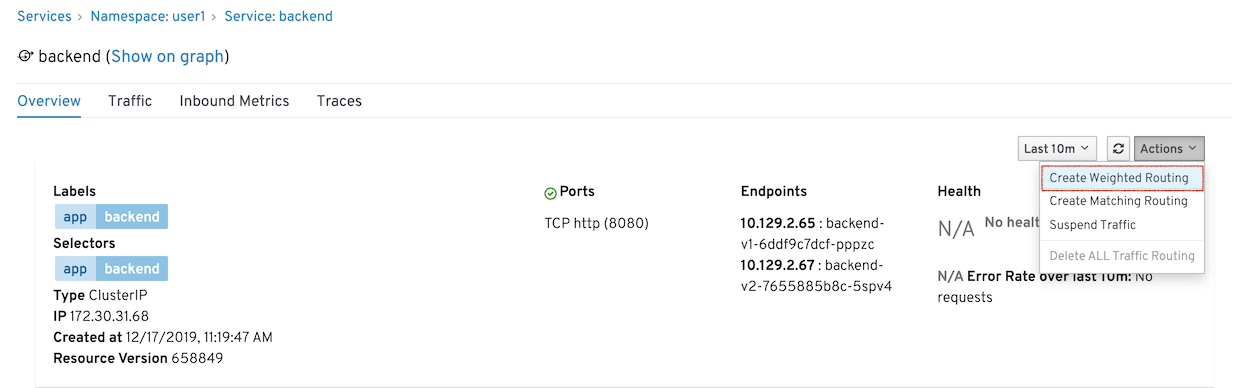 Services › Namespace: user1 › Service: backend
backend (Show on graph)
Overview Traffic Inbound Metrics Traces
Last 10m Actions
Create Weighted Routing
Create Matching Routing
Suspend Traffic
Delete ALL Traffic Routing
Labels
app backend
Selectors
app backend
Type ClusterIP
IP 172.30.31.68
Created at 12/17/2019, 11:19:47 AM
Resource Version 658849
Ports
TCP http (8080)
Endpoints
10.129.2.65 : backend-
v1-6ddf9c7dcf-pppzc
10.129.2.67 : backend-
v2-7655885b8c-5spv4
Health
N/A No healt
N/A Error Rate over last 10m: No
requests